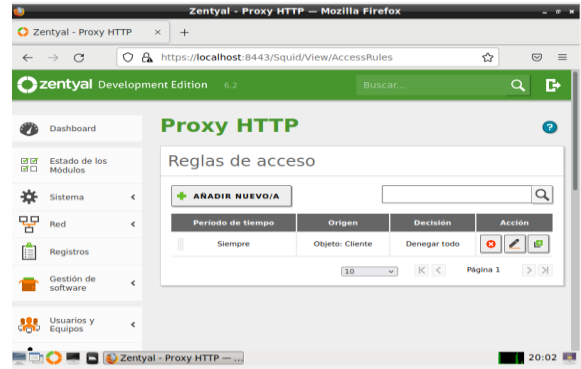 Zentyal - Proxy HTTP — Mozilla Firefox
Zentyal - Proxy HTTP
https://localhost:8443/Squid/View/AccessRules
zentyal Development Edition 6.2
Buscar...
Dashboard
Estado de los
Módulos
Sistema
Red
Registros
Gestión de
software
Usuarios y
Equipos
Proxy HTTP
Reglas de acceso
AÑADIR NUEVO/A
Período de tiempo Origen Decisión Acción
Siempre Objeto: Cliente Denegar todo
10 Página 1
Zentyal - Proxy HTTP — ...
20:02